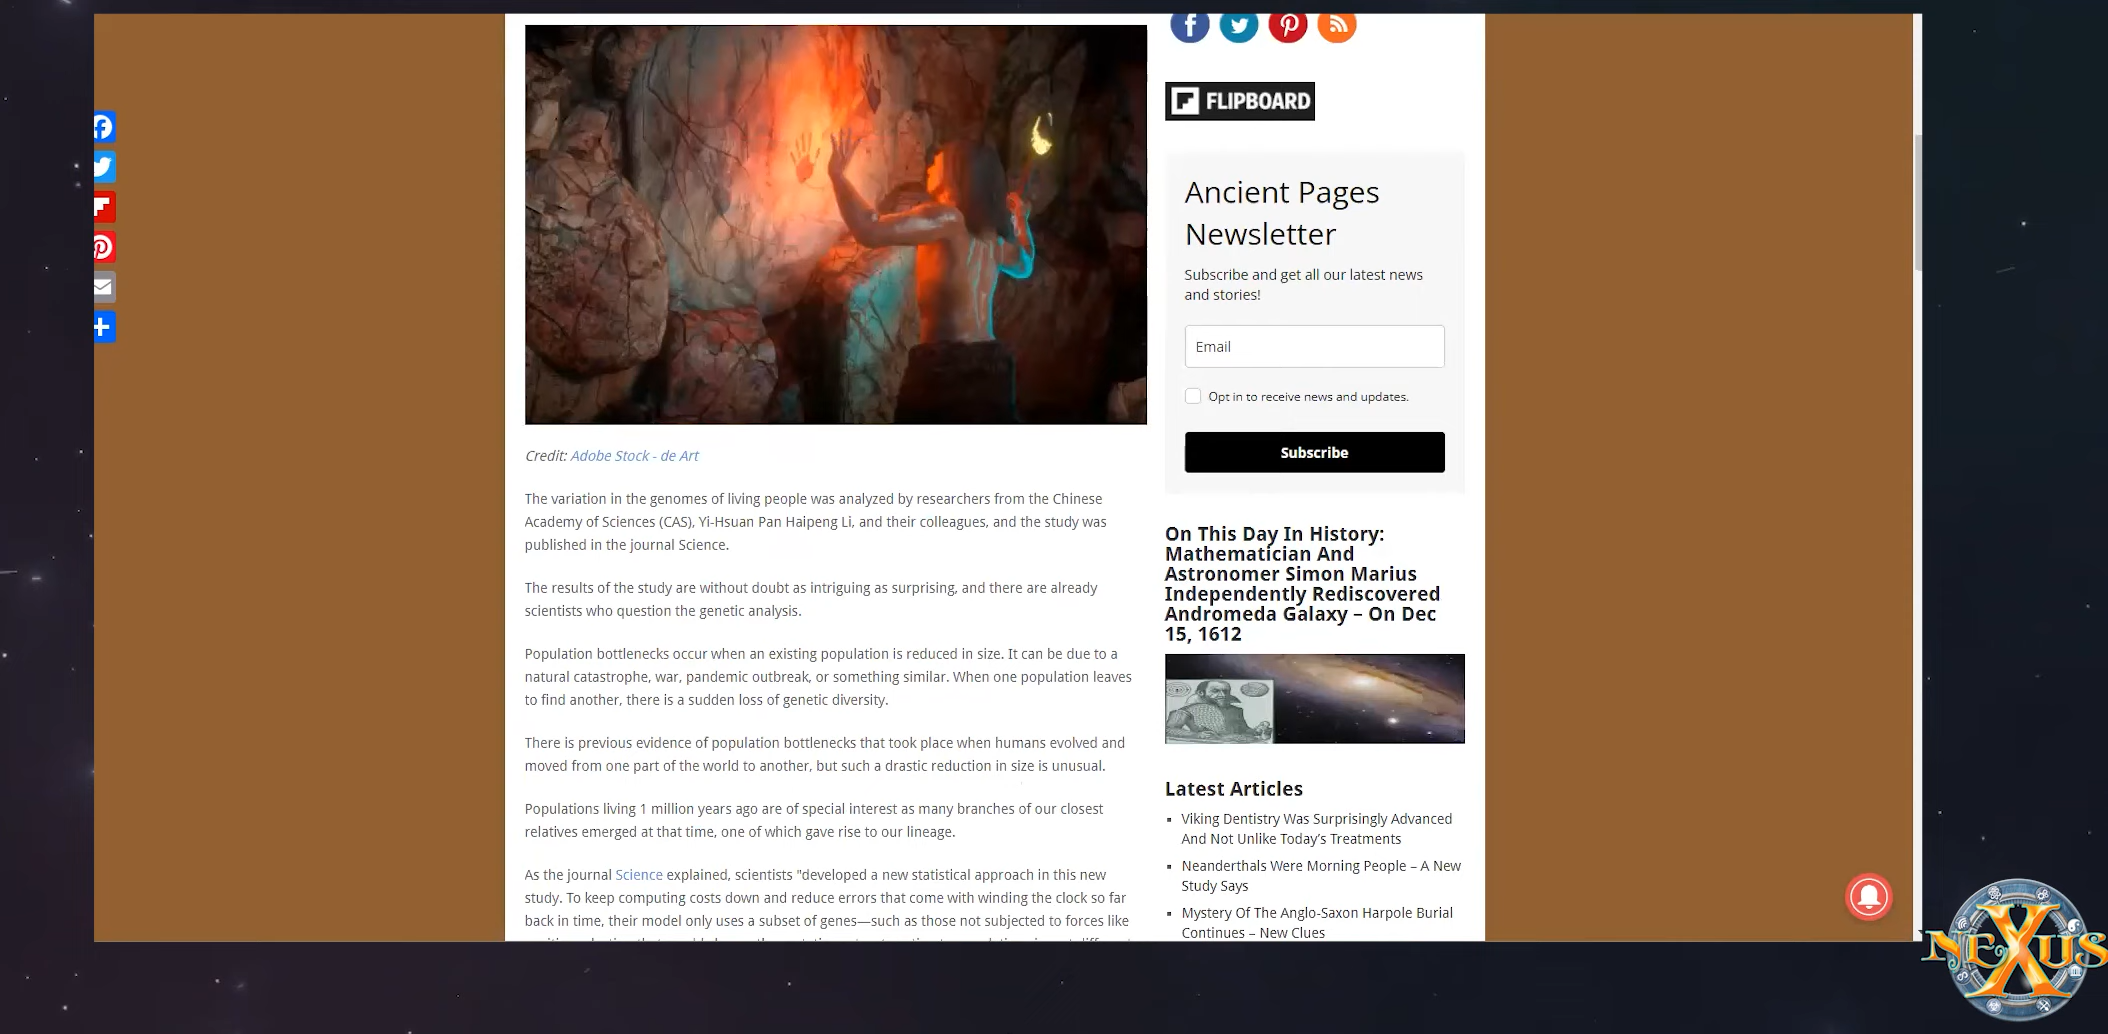 FLIPBOARD
Ancient Pages
Newsletter
Subscribe and get all our latest news
and stories!
Email
Opt in to receive news and updates.
Subscribe
Credit: Adobe Stock - de Art
The variation in the genomes of living people was analyzed by researchers from the Chinese
Academy of Sciences (CAS), Yi-Hsuan Pan Haipeng Li, and their colleagues, and the study was
published in the journal Science.
The results of the study are without doubt as intriguing as surprising, and there are already
scientists who question the genetic analysis.
Population bottlenecks occur when an existing population is reduced in size. It can be due to a
natural catastrophe, war, pandemic outbreak, or something similar. When one population leaves
to find another, there is a sudden loss of genetic diversity.
There is previous evidence of population bottlenecks that took place when humans evolved and
moved from one part of the world to another, but such a drastic reduction in size is unusual.
Populations living 1 million years ago are of special interest as many branches of our closest
relatives emerged at that time, one of which gave rise to our lineage.
As the journal Science explained, scientists "developed a new statistical approach in this new
study. To keep computing costs down and reduce errors that come with winding the clock so far
back in time, their model only uses a subset of genes—such as those not subjected to forces like
On This Day In History:
Mathematician And
Astronomer Simon Marius
Independently Rediscovered
Andromeda Galaxy – On Dec
15, 1612
Latest Articles
Viking Dentistry Was Surprisingly Advanced
And Not Unlike Today's Treatments
Neanderthals Were Morning People – A New
Study Says
Mystery Of The Anglo-Saxon Harpole Burial
Continues – New Clues
NEXUS